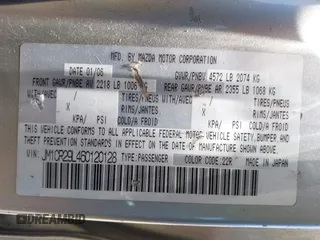 MFD. BY MAZDA MOTOR CORPORATION
DATE 01/06 GVWR/PNBV 4572 LB 2074 KG
FRONT GAWR/PNBE AV 2218 LB 1006 REAR GAWR/PNBE AR 2355 LB 1068 KG
WITH/AVEC TIRES/PNEUS WITH/AVEC TIRES/PNEUS
X RIMS/JANTES X RIMS/JANTES
KPA/ PSI COLD/A FROID KPA/ PSI COLD/A FROID
THIS VEHICLE CONFORMS TO ALL APPLICABLE FEDERAL MOTOR VEHICLE SAFETY, BUMPER
AND THEFT PREVENTION STANDARDS IN EFFECT ON THE DATE OF MANUFACTURE SHOWN ABOVE.
JM1CR29L460120128 TYPE: PASSENGER COLOR CODE: 22R
DREAMBID